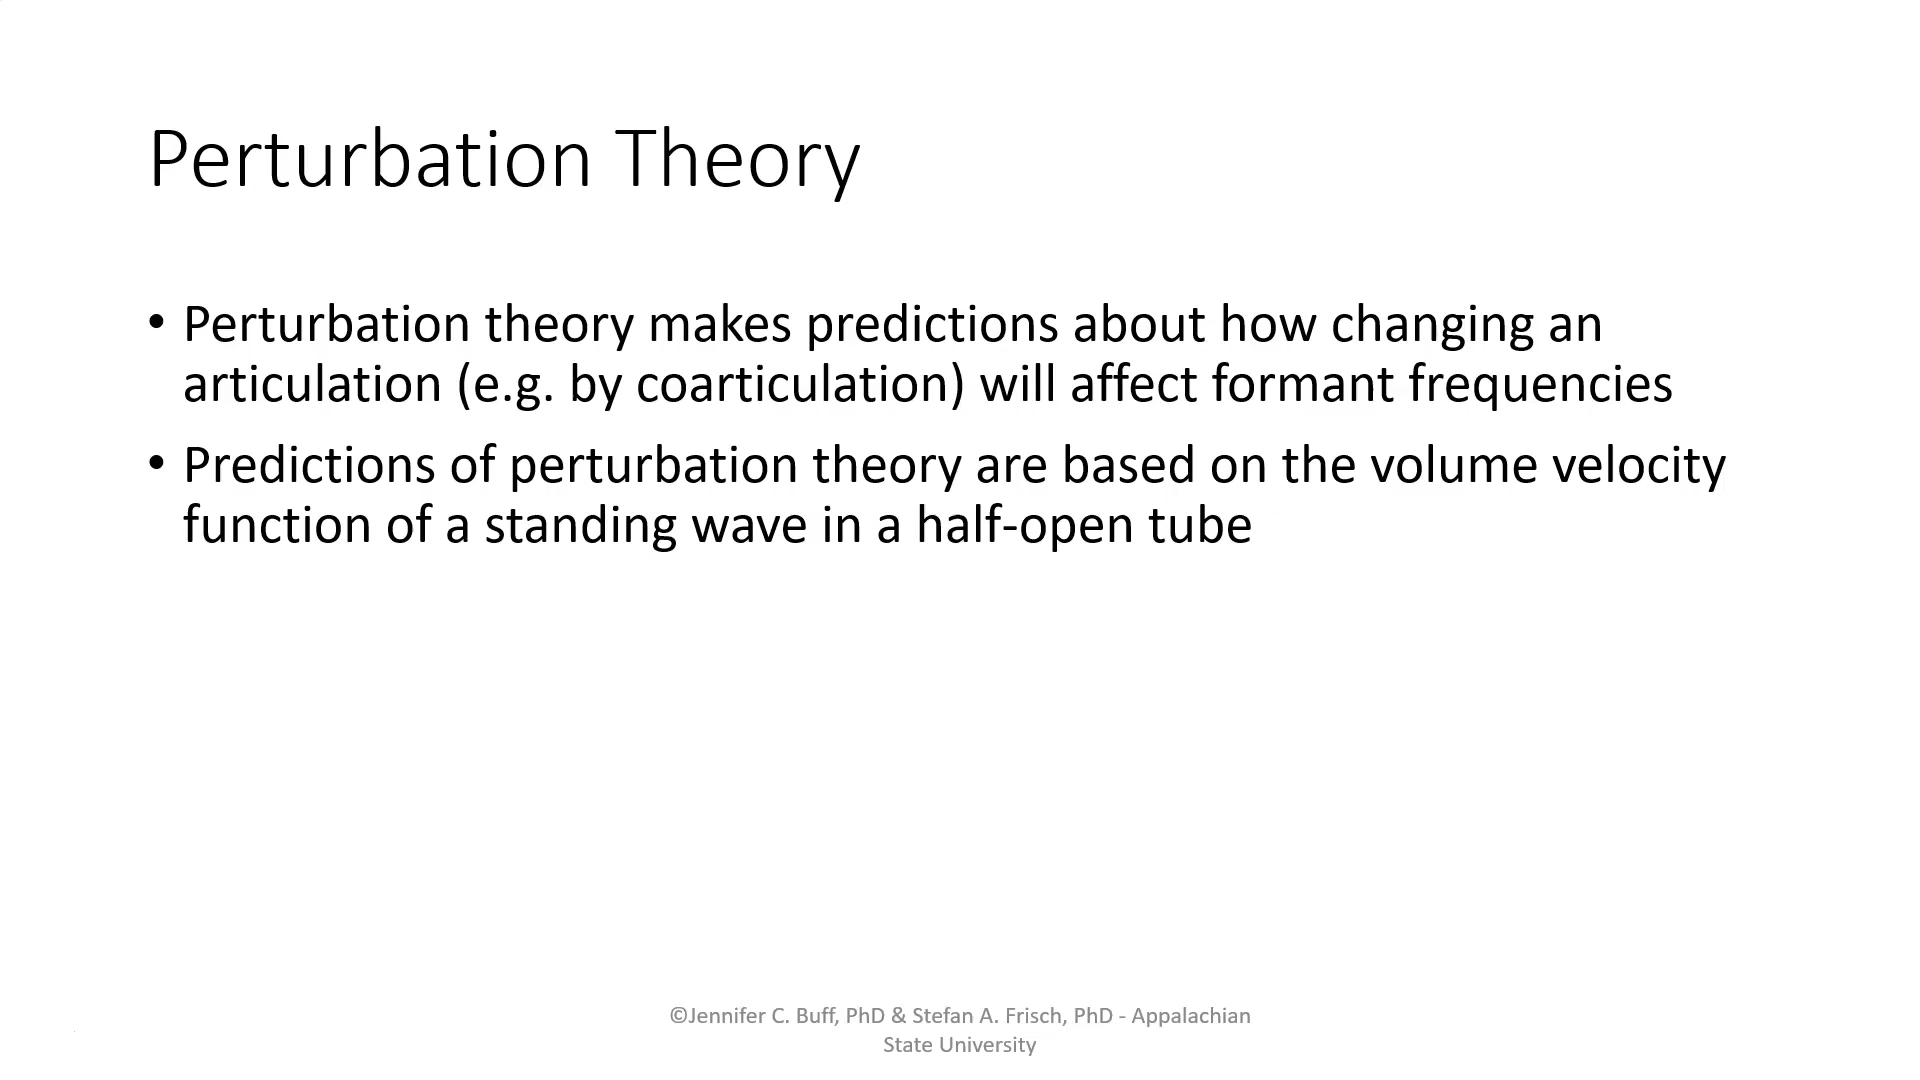 Perturbation Theory
• Perturbation theory makes predictions about how changing an
articulation (e.g. by coarticulation) will affect formant frequencies
• Predictions of perturbation theory are based on the volume velocity
function of a standing wave in a half-open tube
©Jennifer C. Buff, PhD & Stefan A. Frisch, PhD - Appalachian
State University